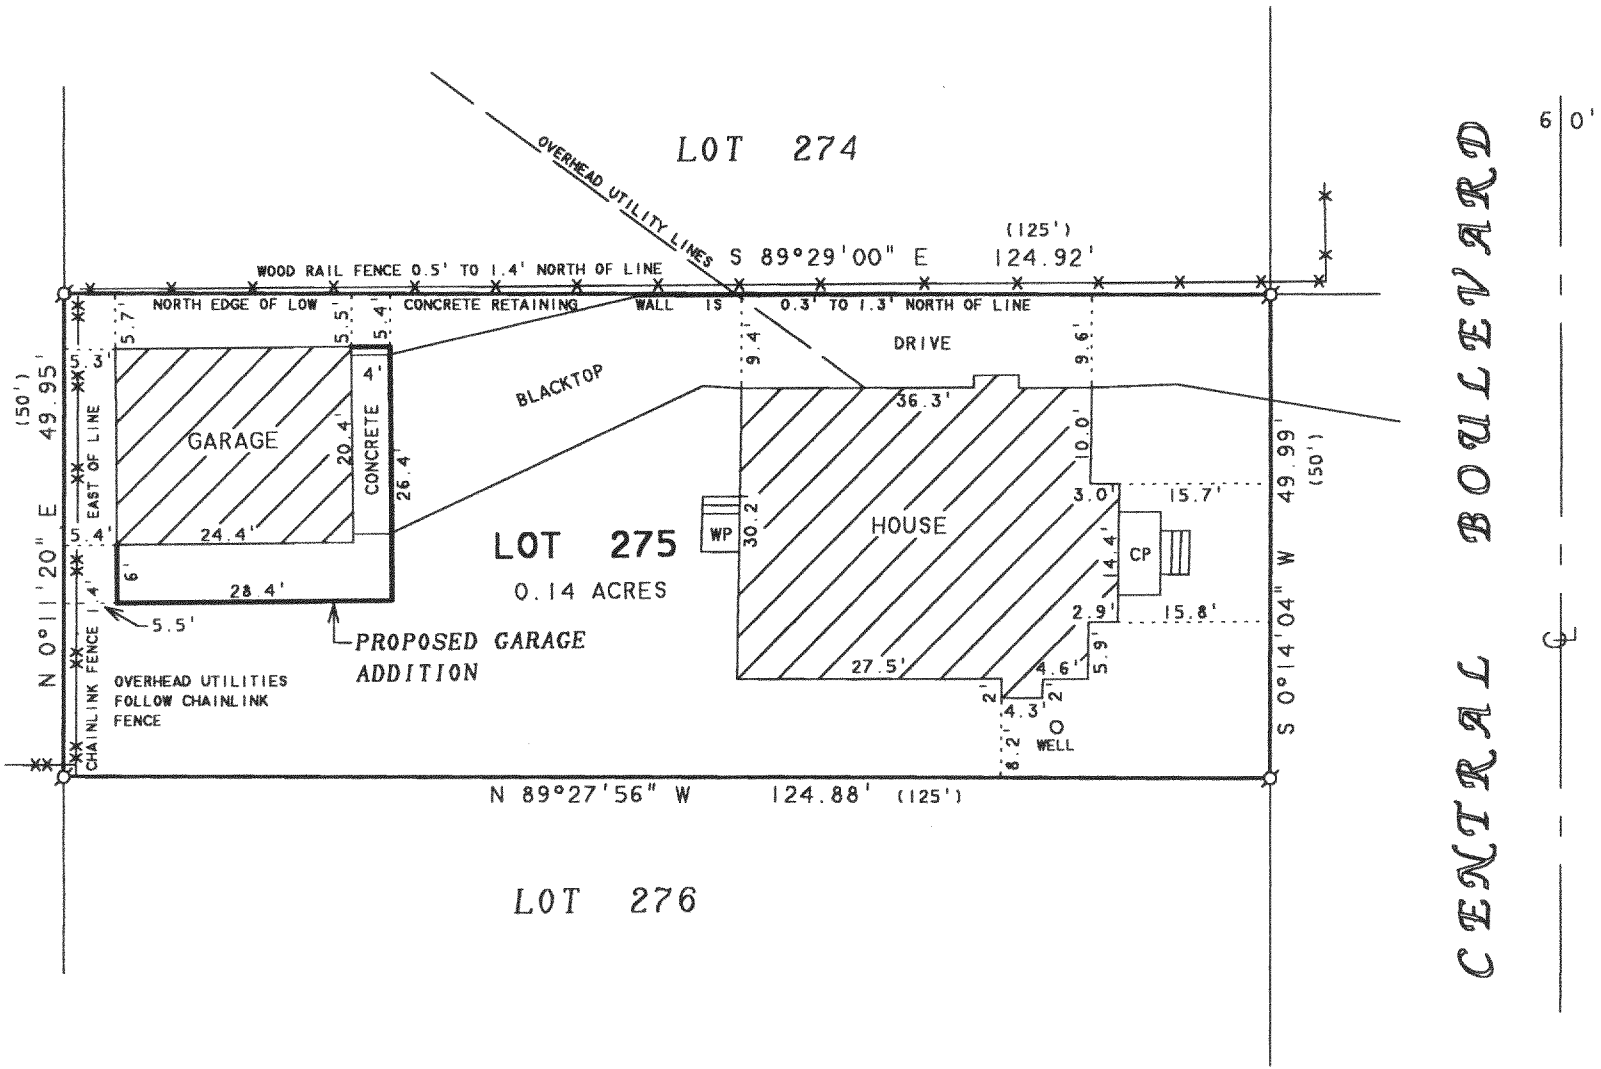 6 0'
LOT 274
OVERHEAD UTILITY LINES
(125')
S 89°29'00" E 124.92'
WOOD RAIL FENCE 0.5' TO 1.4' NORTH OF LINE
NORTH EDGE OF LOW CONCRETE RETAINING WALL IS 0.3' TO 1.3' NORTH OF LINE
5.7'
5.5'
5.4'
9.4'
DRIVE
9.6'
5.3'
4'
BLACKTOP
36.3'
(50')
N 0°11'20" E 49.95'
CHAINLINK FENCE 1.4' EAST OF LINE
GARAGE
20.4'
CONCRETE
26.4'
10.0'
S 0°14'04" W 49.99'
(50')
3.0'
15.7'
5.4'
24.4'
LOT 275
WP
30.2'
HOUSE
14.4'
CP
6'
28.4'
0.14 ACRES
2.9'
15.8'
5.5'
PROPOSED GARAGE
ADDITION
27.5'
4.6'
5.9'
OVERHEAD UTILITIES
FOLLOW CHAINLINK
FENCE
2'
2'
4.3'
WELL
8.2'
N 89°27'56" W 124.88' (125')
LOT 276
CENTRAL BOULEVARD
CL